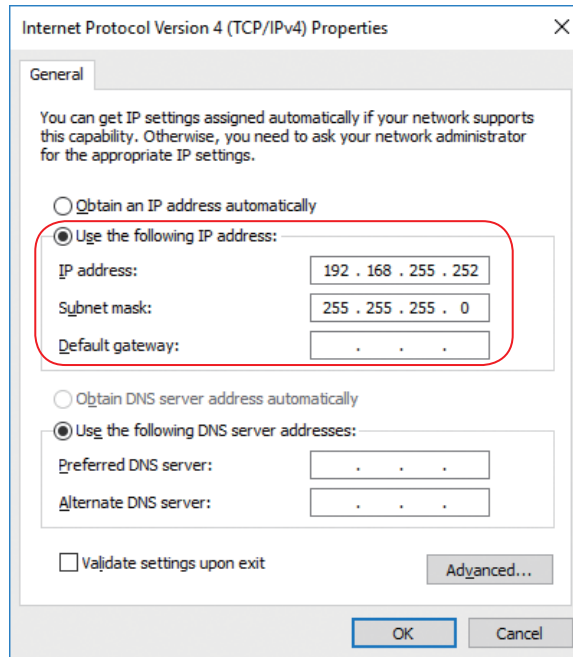 Internet Protocol Version 4 (TCP/IPv4) Properties
General
You can get IP settings assigned automatically if your network supports
this capability. Otherwise, you need to ask your network administrator
for the appropriate IP settings.
Obtain an IP address automatically
Use the following IP address:
IP address: 192 . 168 . 255 . 252
Subnet mask: 255 . 255 . 255 . 0
Default gateway: . . .
Obtain DNS server address automatically
Use the following DNS server addresses:
Preferred DNS server: . . .
Alternate DNS server: . . .
Validate settings upon exit
Advanced...
OK Cancel